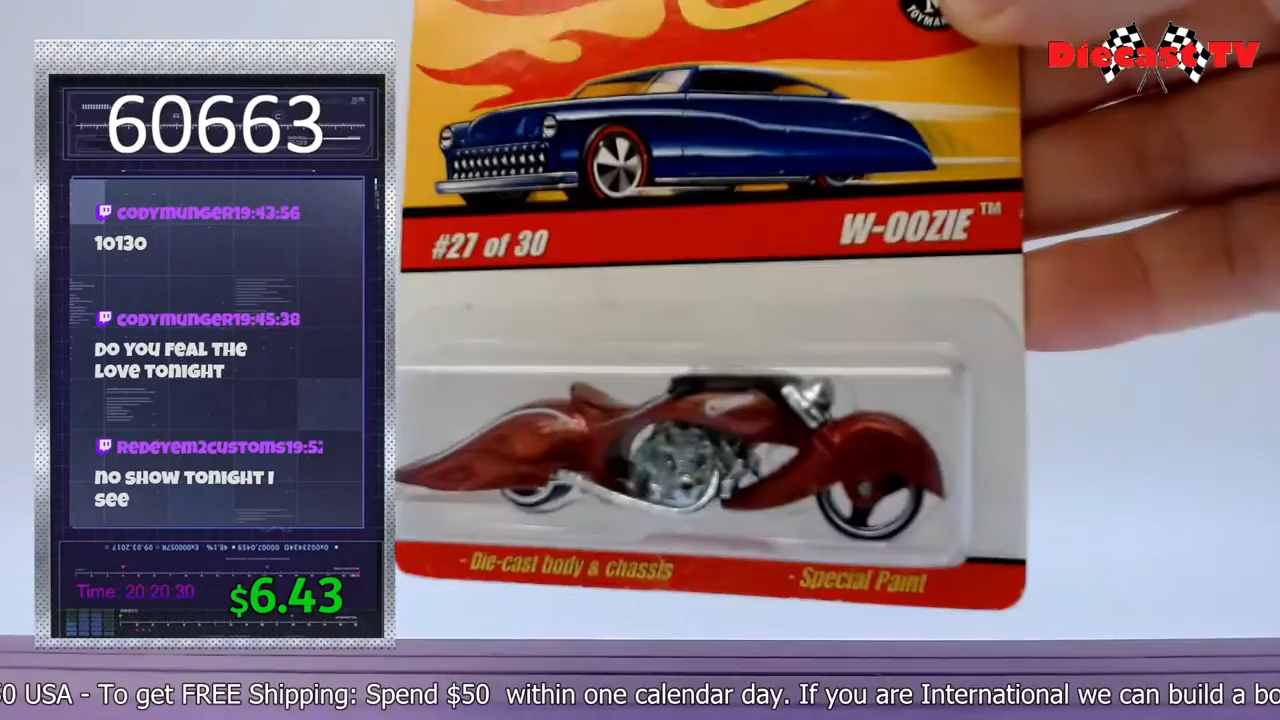 60663
codymunger19:43:56
10130
codymunger19:45:38
Do you feal the
love tonight
Redeyem2customs19:52
no show tonight I
see
Time: 20:20:30
$6.43
Diecast TV
#27 of 30
W-OOZIE™
- Die-cast body & chassis
- Special Paint
0 USA - To get FREE Shipping: Spend $50 within one calendar day. If you are International we can build a bo